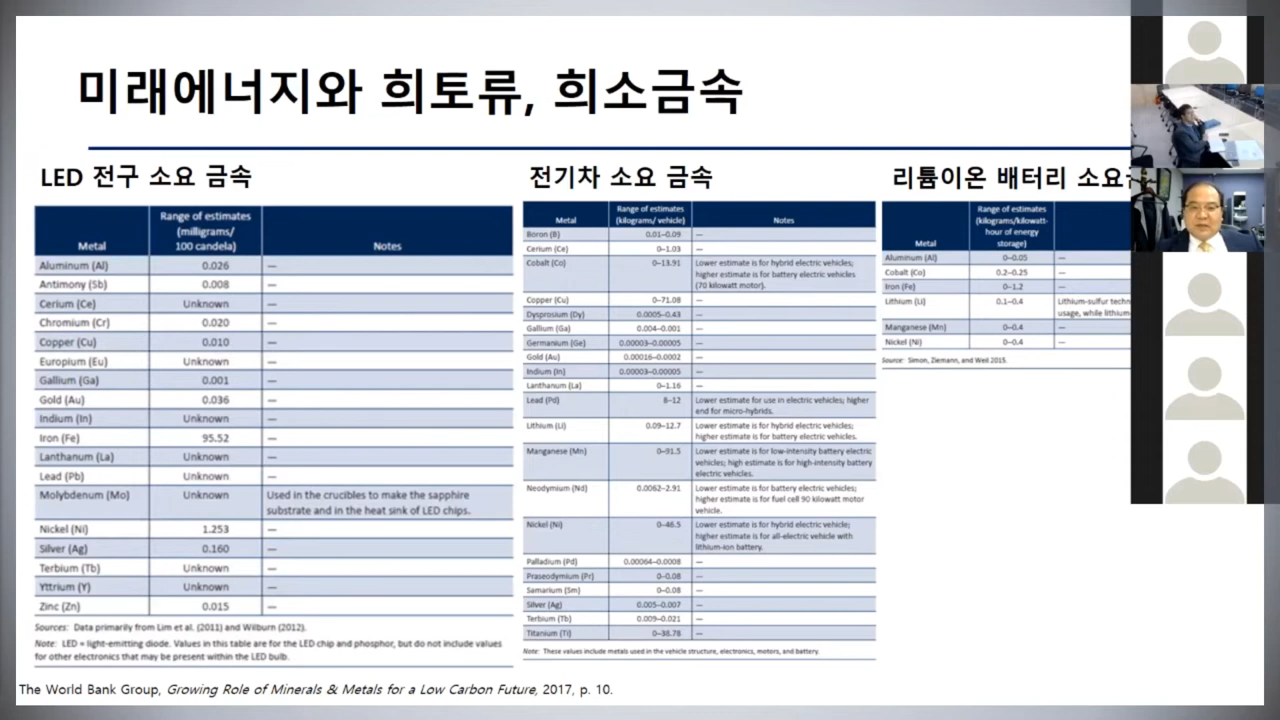 미래에너지와 희토류, 희소금속
LED 전구 소요 금속
Metal Range of estimates (milligrams/ 100 candela) Notes
Aluminum (Al) 0.026 —
Antimony (Sb) 0.008 —
Cerium (Ce) Unknown —
Chromium (Cr) 0.020 —
Copper (Cu) 0.010 —
Europium (Eu) Unknown —
Gallium (Ga) 0.001 —
Gold (Au) 0.036 —
Indium (In) Unknown —
Iron (Fe) 95.52 —
Lanthanum (La) Unknown —
Lead (Pb) Unknown —
Molybdenum (Mo) Unknown Used in the crucibles to make the sapphire
substrate and in the heat sink of LED chips.
Nickel (Ni) 1.253 —
Silver (Ag) 0.160 —
Terbium (Tb) Unknown —
Yttrium (Y) Unknown —
Zinc (Zn) 0.015 —
Sources: Data primarily from Lim et al. (2011) and Wilburn (2012).
Note: LED = light-emitting diode. Values in this table are for the LED chip and phosphor, but do not include values
for other electronics that may be present within the LED bulb.
전기차 소요 금속
Metal Range of estimates (kilograms/ vehicle) Notes
Boron (B) 0.01–0.09 —
Cerium (Ce) 0–1.03 —
Cobalt (Co) 0–13.91 Lower estimate is for hybrid electric vehicles;
higher estimate is for battery electric vehicles
(70 kilowatt motor).
Copper (Cu) 0–71.08 —
Dysprosium (Dy) 0.0005–0.43 —
Gallium (Ga) 0.004–0.001 —
Germanium (Ge) 0.00003–0.00005 —
Gold (Au) 0.00016–0.0002 —
Indium (In) 0.00003–0.00005 —
Lanthanum (La) 0–1.16 —
Lead (Pd) 8–12 Lower estimate for use in electric vehicles; higher
end for micro-hybrids.
Lithium (Li) 0.09–12.7 Lower estimate is for hybrid electric vehicles;
higher estimate is for battery electric vehicles.
Manganese (Mn) 0–91.5 Lower estimate is for low-intensity battery electric
vehicles; high estimate is for high-intensity battery
electric vehicles.
Neodymium (Nd) 0.0062–2.91 Lower estimate is for battery electric vehicles;
higher estimate is for fuel cell 90 kilowatt motor
vehicle.
Nickel (Ni) 0–46.5 Lower estimate is for hybrid electric vehicle;
higher estimate is for all-electric vehicle with
lithium-ion battery.
Palladium (Pd) 0.00064–0.0008 —
Praseodymium (Pr) 0–0.08 —
Samarium (Sm) 0–0.08 —
Silver (Ag) 0.005–0.007 —
Terbium (Tb) 0.009–0.021 —
Titanium (Ti) 0–38.78 —
Note: These values include metals used in the vehicle structure, electronics, motors, and battery.
리튬이온 배터리 소요
Metal Range of estimates (kilograms/kilowatt-hour of energy storage)
Aluminum (Al) 0–0.05 —
Cobalt (Co) 0.2–0.25 —
Iron (Fe) 0–1.2 —
Lithium (Li) 0.1–0.4 Lithium-sulfur techn
usage, while lithium
Manganese (Mn) 0–0.4 —
Nickel (Ni) 0–0.4 —
Source: Simon, Ziemann, and Weil 2015.
The World Bank Group, Growing Role of Minerals & Metals for a Low Carbon Future, 2017, p. 10.